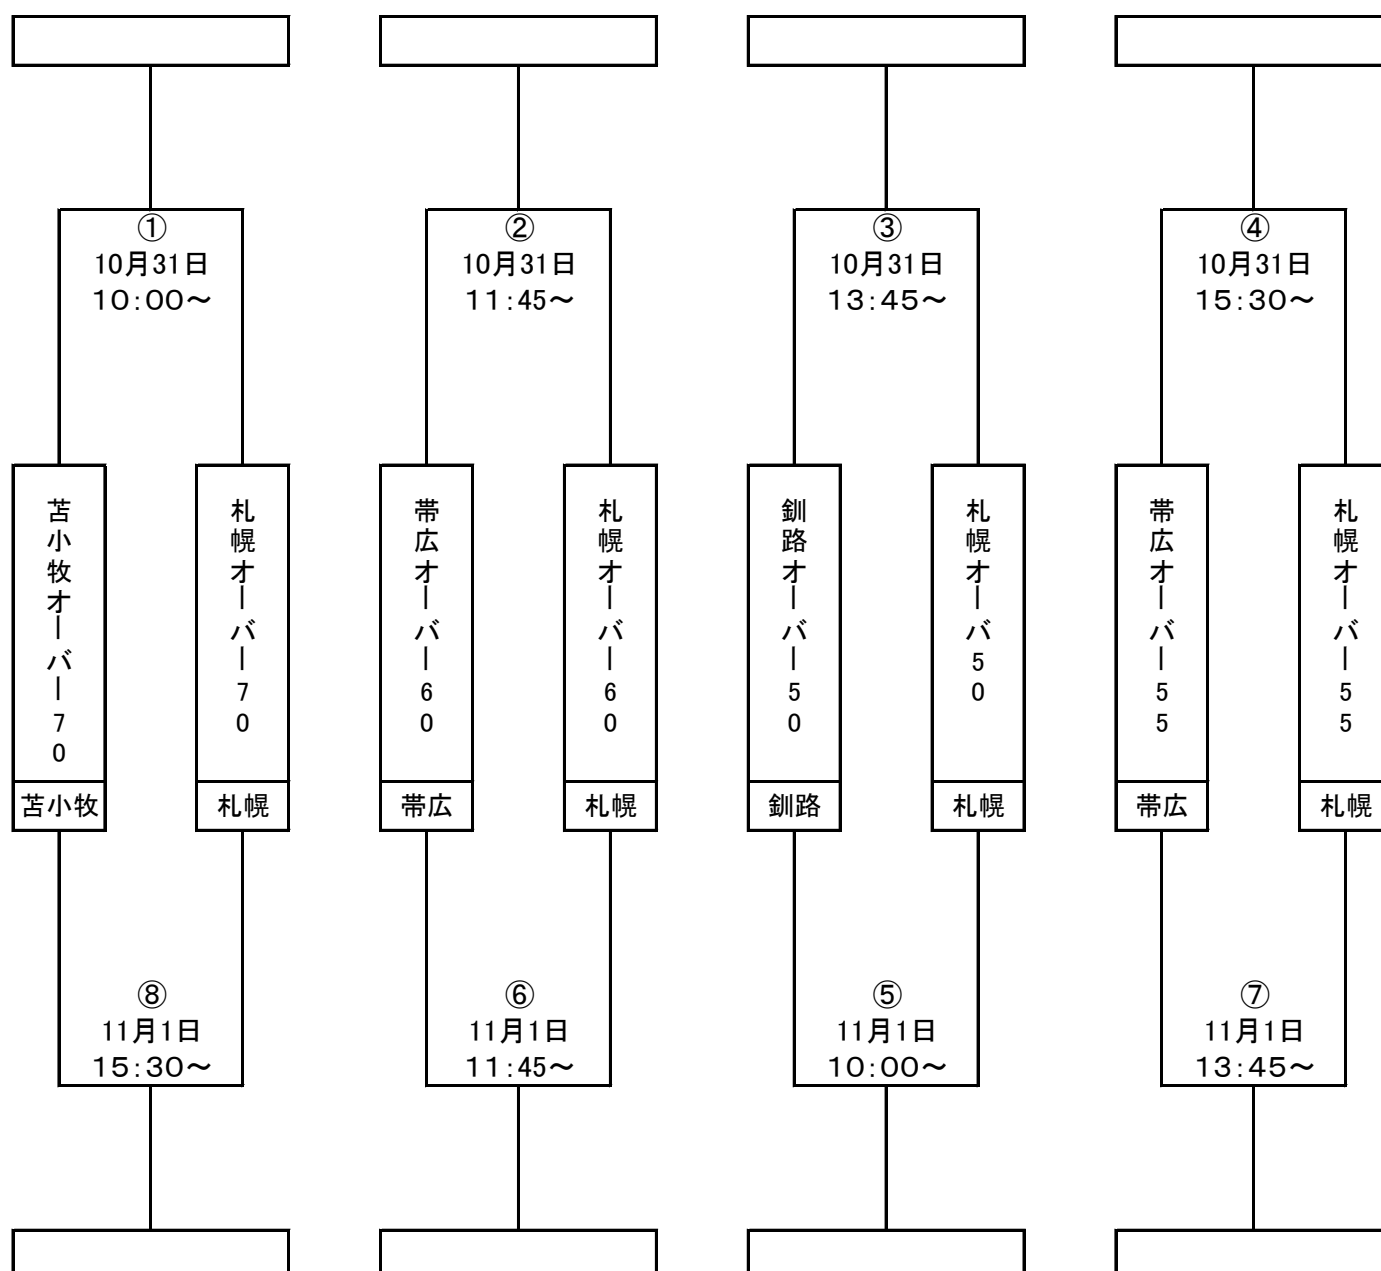 ①
10月31日
10:00～
②
10月31日
11:45～
③
10月31日
13:45～
④
10月31日
15:30～
苫小牧オーバー70
札幌オーバー70
帯広オーバー60
札幌オーバー60
釧路オーバー50
札幌オーバ50
帯広オーバー55
札幌オーバー55
苫小牧
札幌
帯広
札幌
釧路
札幌
帯広
札幌
⑧
11月1日
15:30～
⑥
11月1日
11:45～
⑤
11月1日
10:00～
⑦
11月1日
13:45～